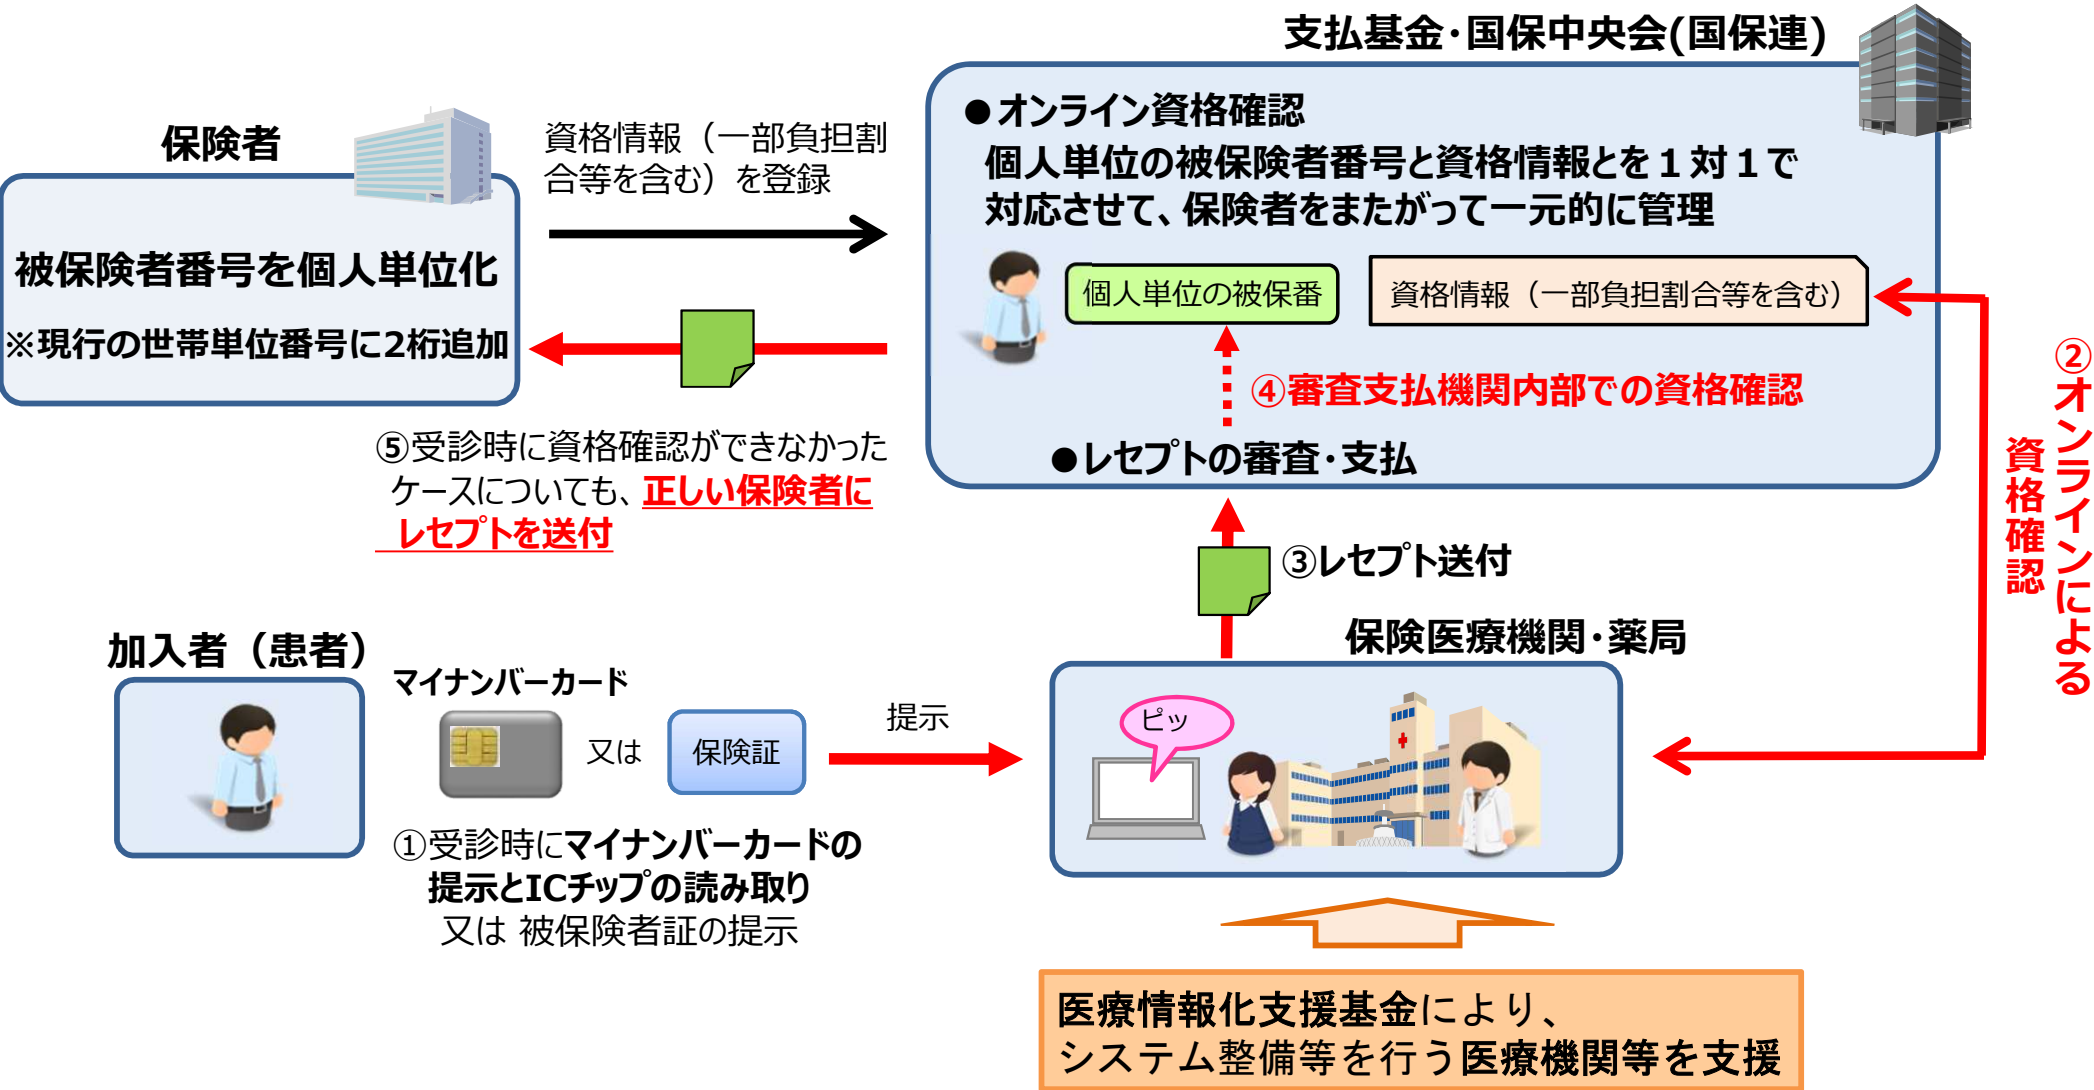 支払基金・国保中央会(国保連)
●オンライン資格確認
個人単位の被保険者番号と資格情報とを１対１で
対応させて、保険者をまたがって一元的に管理
個人単位の被保番
資格情報（一部負担割合等を含む）
④審査支払機関内部での資格確認
●レセプトの審査・支払
保険者
被保険者番号を個人単位化
※現行の世帯単位番号に2桁追加
資格情報（一部負担割
合等を含む）を登録
⑤受診時に資格確認ができなかった
ケースについても、正しい保険者に
レセプトを送付
②オンラインによる
資格確認
③レセプト送付
保険医療機関・薬局
ピッ
加入者（患者）
マイナンバーカード
又は
保険証
提示
①受診時にマイナンバーカードの
提示とICチップの読み取り
又は 被保険者証の提示
医療情報化支援基金により、
システム整備等を行う医療機関等を支援